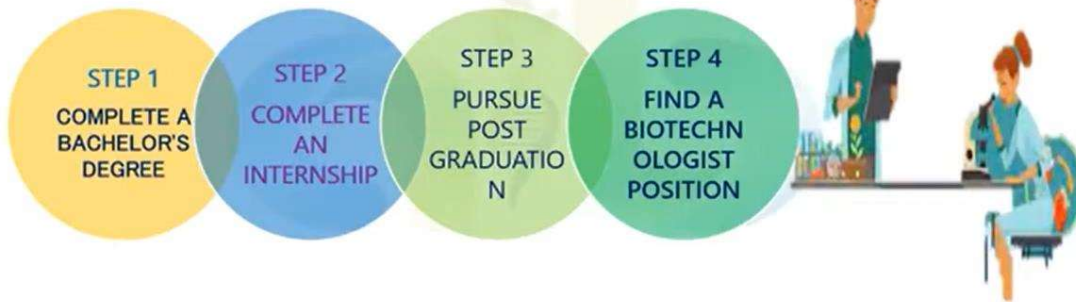 STEP 1
COMPLETE A
BACHELOR'S
DEGREE
STEP 2
COMPLETE
AN
INTERNSHIP
STEP 3
PURSUE
POST
GRADUATIO
N
STEP 4
FIND A
BIOTECHN
OLOGIST
POSITION